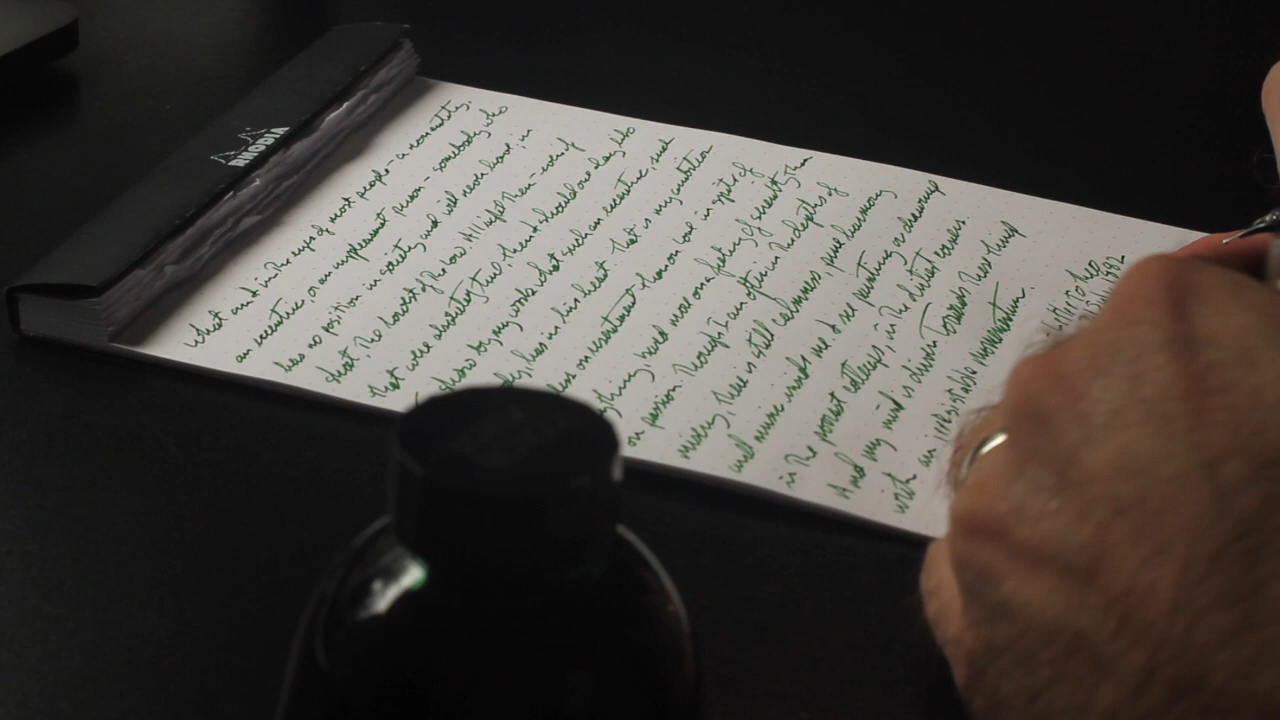 RHODIA
What am I in the eyes of most people - a nonentity,
an eccentric, or an unpleasant person - somebody who
has no position in society and will never have, in
short, the lowest of the low. All right, then - even if
that were absolutely true, then I should one day like
show by my work what such an eccentric, such
has in his heart. That is my ambition
less on resentment than on love in spite of
based more on a feeling of serenity than
on passion. Though I am often in the depths of
misery, there is still calmness, pure harmony
and music inside me. I see paintings or drawings
in the poorest cottages, in the dirtiest corners.
And my mind is driven towards these things
with an irresistible momentum.
to Theo
1882